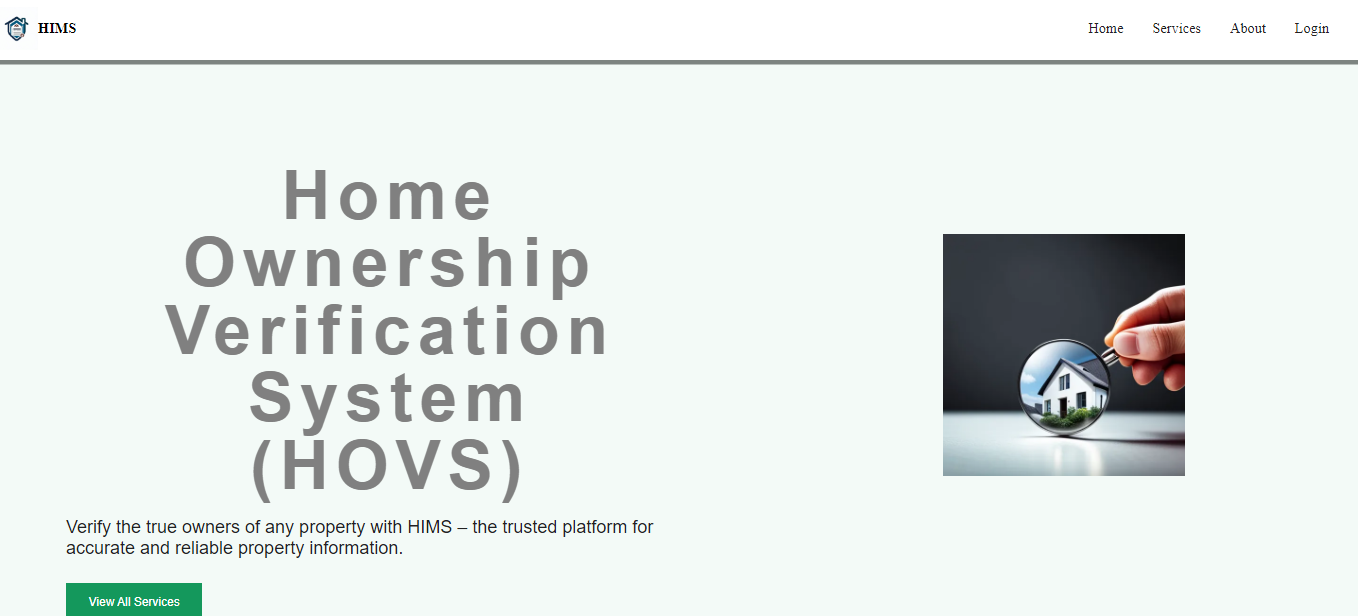 HIMS
Home
Services
About
Login
Home
Ownership
Verification
System
(HOVS)
Verify the true owners of any property with HIMS – the trusted platform for
accurate and reliable property information.
View All Services